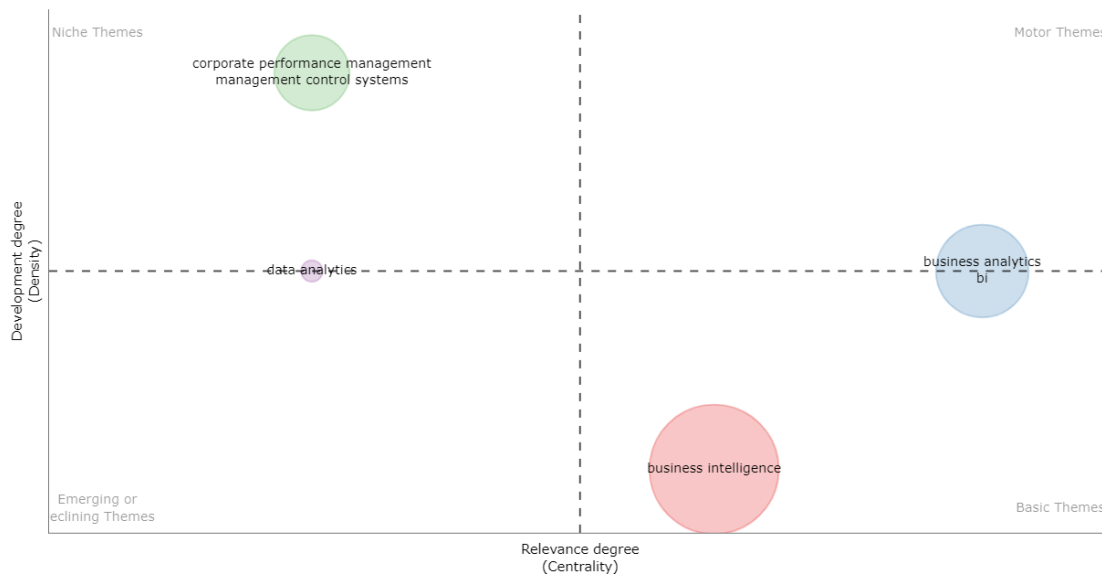 Niche Themes
Motor Themes
corporate performance management
management control systems
data analytics
business analytics
bi
business intelligence
Emerging or
eclining Themes
Basic Themes
Development degree
(Density)
Relevance degree
(Centrality)